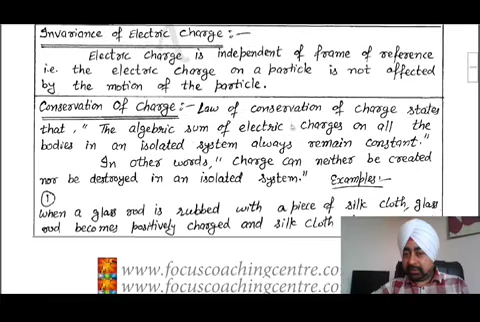 Invariance of Electric Charge:-
Electric Charge is independent of frame of reference
i.e. the electric charge on a particle is not affected
by the motion of the particle.
Conservation Of Charge:- Law of conservation of charge states
that, " The algebraic sum of electric charges on all the
bodies in an isolated system always remain constant."
In other words, " Charge can neither be created
nor be destroyed in an isolated system." Examples:-
1
When a glass rod is rubbed with a piece of silk cloth, glass
rod becomes positively charged and silk cloth
www.focuscoachingcentre.com
www.focuscoachingcentre.com